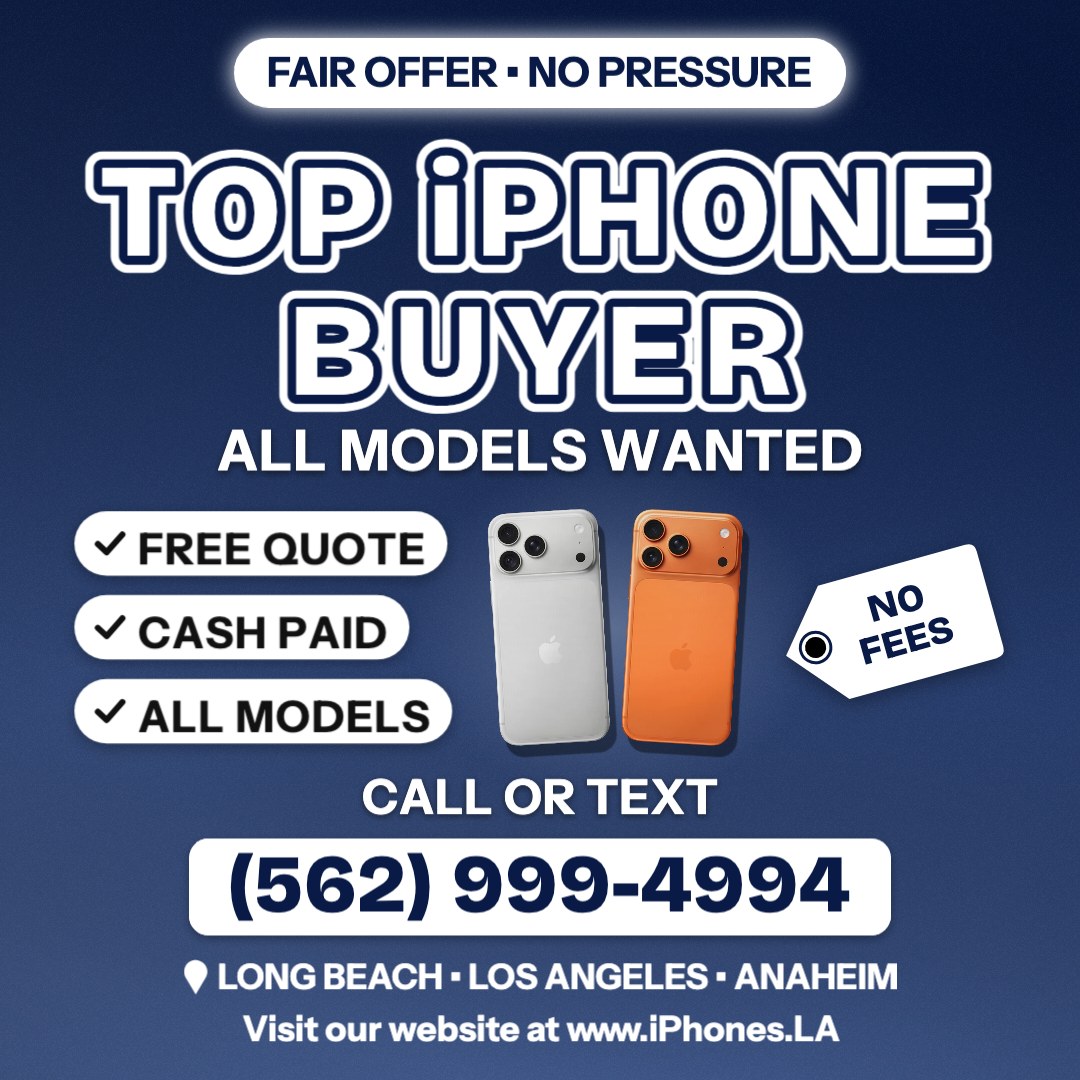 FAIR OFFER ▪ NO PRESSURE
TOP iPHONE
BUYER
ALL MODELS WANTED
✓ FREE QUOTE
✓ CASH PAID
✓ ALL MODELS
NO
FEES
CALL OR TEXT
(562) 999-4994
LONG BEACH ▪ LOS ANGELES ▪ ANAHEIM
Visit our website at www.iPhones.LA